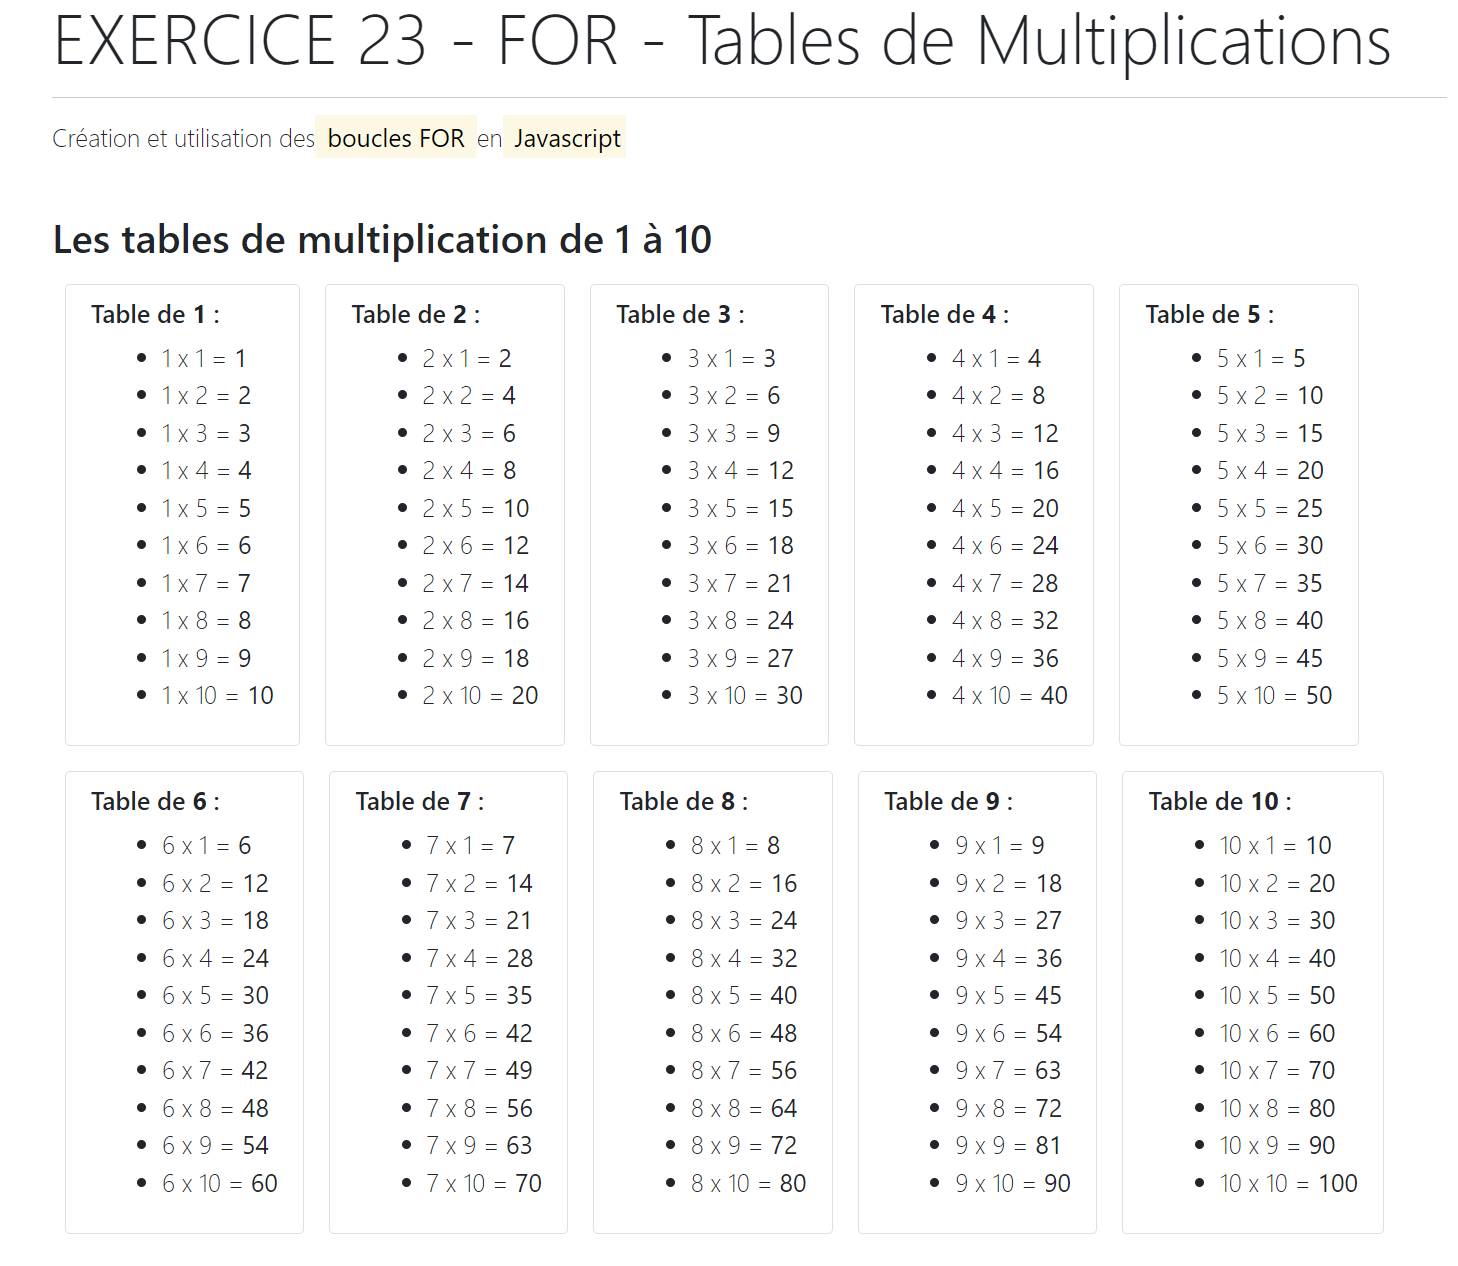 EXERCICE 23 - FOR - Tables de Multiplications
Création et utilisation des boucles FOR en Javascript
Les tables de multiplication de 1 à 10
Table de 1 :
1 x 1 = 1
1 x 2 = 2
1 x 3 = 3
1 x 4 = 4
1 x 5 = 5
1 x 6 = 6
1 x 7 = 7
1 x 8 = 8
1 x 9 = 9
1 x 10 = 10
Table de 2 :
2 x 1 = 2
2 x 2 = 4
2 x 3 = 6
2 x 4 = 8
2 x 5 = 10
2 x 6 = 12
2 x 7 = 14
2 x 8 = 16
2 x 9 = 18
2 x 10 = 20
Table de 3 :
3 x 1 = 3
3 x 2 = 6
3 x 3 = 9
3 x 4 = 12
3 x 5 = 15
3 x 6 = 18
3 x 7 = 21
3 x 8 = 24
3 x 9 = 27
3 x 10 = 30
Table de 4 :
4 x 1 = 4
4 x 2 = 8
4 x 3 = 12
4 x 4 = 16
4 x 5 = 20
4 x 6 = 24
4 x 7 = 28
4 x 8 = 32
4 x 9 = 36
4 x 10 = 40
Table de 5 :
5 x 1 = 5
5 x 2 = 10
5 x 3 = 15
5 x 4 = 20
5 x 5 = 25
5 x 6 = 30
5 x 7 = 35
5 x 8 = 40
5 x 9 = 45
5 x 10 = 50
Table de 6 :
6 x 1 = 6
6 x 2 = 12
6 x 3 = 18
6 x 4 = 24
6 x 5 = 30
6 x 6 = 36
6 x 7 = 42
6 x 8 = 48
6 x 9 = 54
6 x 10 = 60
Table de 7 :
7 x 1 = 7
7 x 2 = 14
7 x 3 = 21
7 x 4 = 28
7 x 5 = 35
7 x 6 = 42
7 x 7 = 49
7 x 8 = 56
7 x 9 = 63
7 x 10 = 70
Table de 8 :
8 x 1 = 8
8 x 2 = 16
8 x 3 = 24
8 x 4 = 32
8 x 5 = 40
8 x 6 = 48
8 x 7 = 56
8 x 8 = 64
8 x 9 = 72
8 x 10 = 80
Table de 9 :
9 x 1 = 9
9 x 2 = 18
9 x 3 = 27
9 x 4 = 36
9 x 5 = 45
9 x 6 = 54
9 x 7 = 63
9 x 8 = 72
9 x 9 = 81
9 x 10 = 90
Table de 10 :
10 x 1 = 10
10 x 2 = 20
10 x 3 = 30
10 x 4 = 40
10 x 5 = 50
10 x 6 = 60
10 x 7 = 70
10 x 8 = 80
10 x 9 = 90
10 x 10 = 100